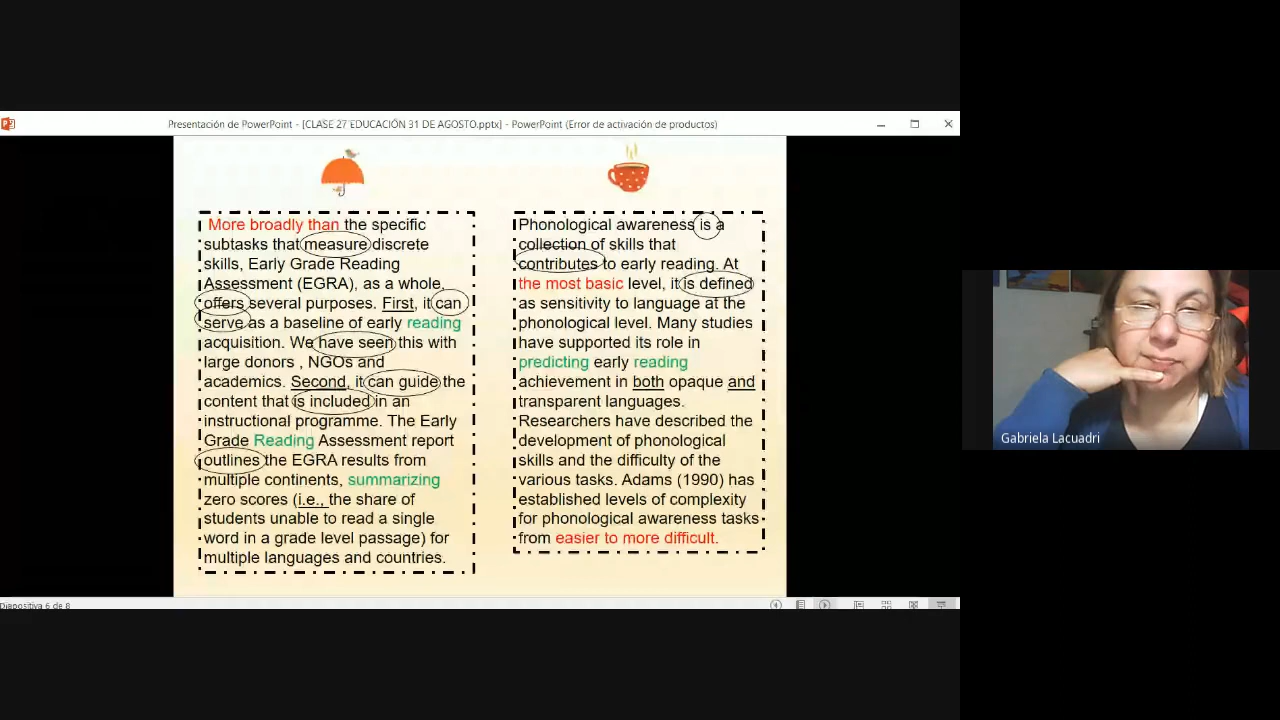 Presentación de PowerPoint - [CLASE 27 EDUCACIÓN 31 DE AGOSTO.pptx] - PowerPoint (Error de activación de productos)
More broadly than the specific
subtasks that measure discrete
skills, Early Grade Reading
Assessment (EGRA), as a whole,
offers several purposes. First, it can
serve as a baseline of early reading
acquisition. We have seen this with
large donors , NGOs and
academics. Second, it can guide the
content that is included in an
instructional programme. The Early
Grade Reading Assessment report
outlines the EGRA results from
multiple continents, summarizing
zero scores (i.e., the share of
students unable to read a single
word in a grade level passage) for
multiple languages and countries.
Phonological awareness is a
collection of skills that
contributes to early reading. At
the most basic level, it is defined
as sensitivity to language at the
phonological level. Many studies
have supported its role in
predicting early reading
achievement in both opaque and
transparent languages.
Researchers have described the
development of phonological
skills and the difficulty of the
various tasks. Adams (1990) has
established levels of complexity
for phonological awareness tasks
from easier to more difficult.
Gabriela Lacuadri
Diapositiva 6 de 8